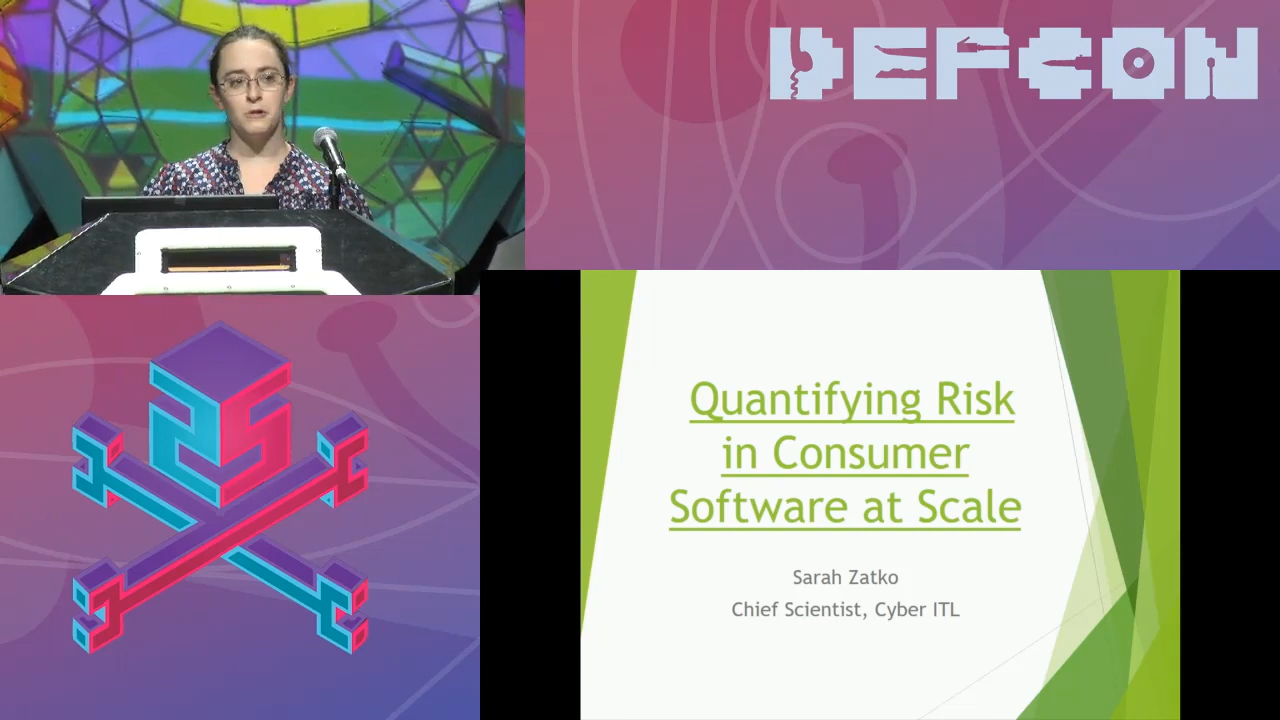 DEFCON
Quantifying Risk
in Consumer
Software at Scale
Sarah Zatko
Chief Scientist, Cyber ITL